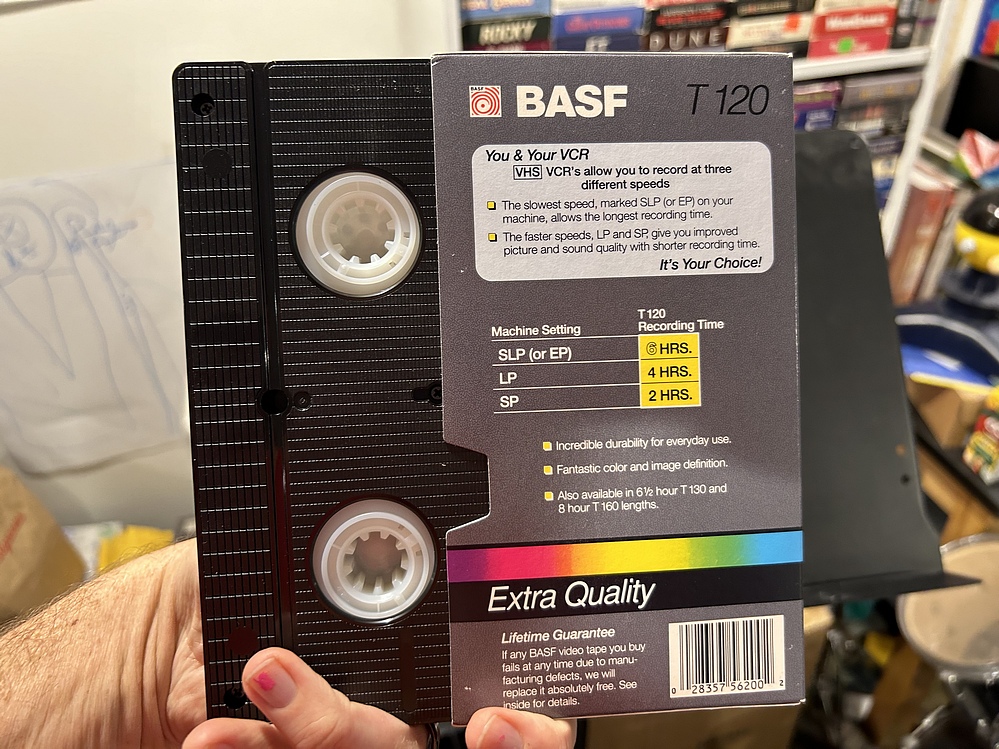 ROCKY
DUNE
BASF
BASF
T 120
You & Your VCR
VHS VCR's allow you to record at three
different speeds
The slowest speed, marked SLP (or EP) on your
machine, allows the longest recording time.
The faster speeds, LP and SP, give you improved
picture and sound quality with shorter recording time.
It's Your Choice!
T 120
Machine Setting Recording Time
SLP (or EP) 6 HRS.
LP 4 HRS.
SP 2 HRS.
Incredible durability for everyday use.
Fantastic color and image definition.
Also available in 6½ hour T 130 and
8 hour T 160 lengths.
Extra Quality
Lifetime Guarantee
If any BASF video tape you buy
fails at any time due to manu-
facturing defects, we will
replace it absolutely free. See
inside for details.
0 28357 56200 2